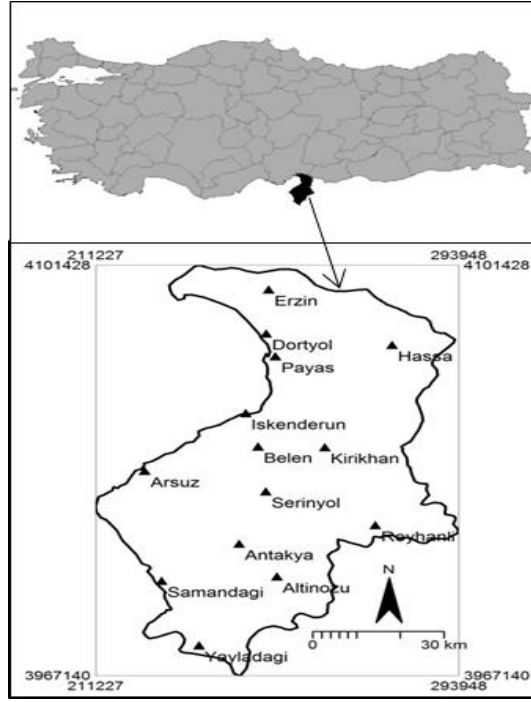 211227 293948
4101428 4101428
Erzin
Dortyol
Payas
Hassa
Iskenderun
Belen
Kirikhan
Arsuz
Serinyol
Reyhanli
Antakya
Altinozu
Samandagi
N
Yayladagi
0 30 km
3967140 3967140
211227 293948